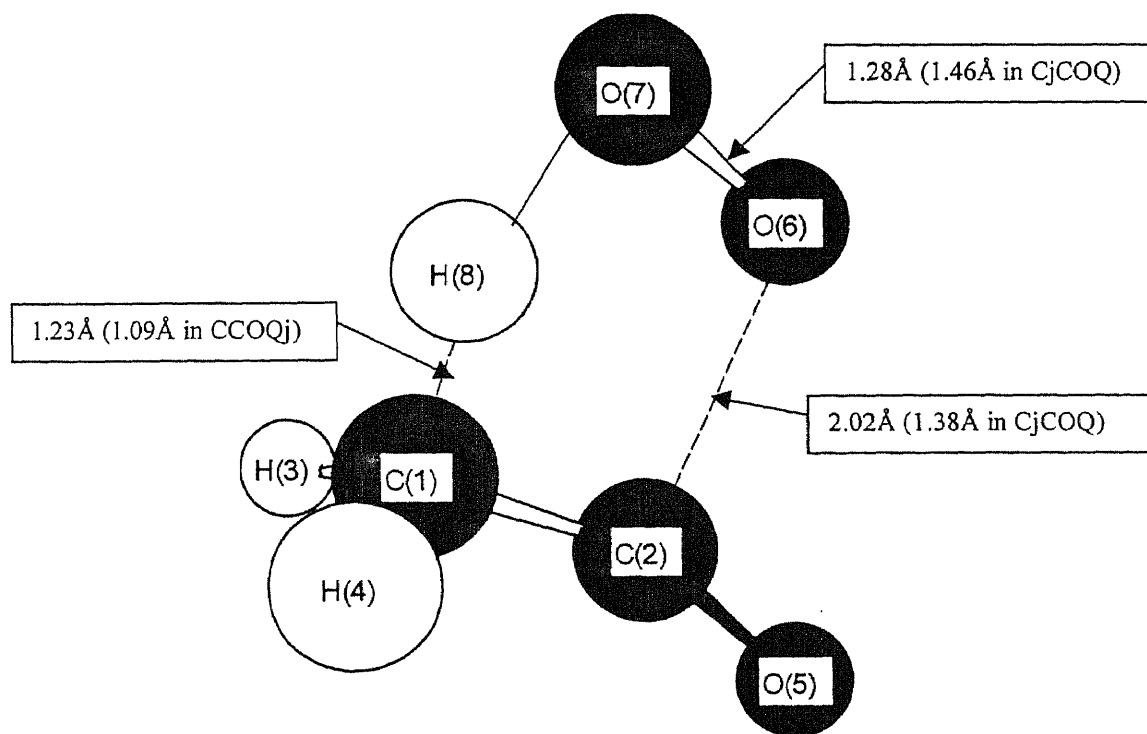 1.28Å (1.46Å in CjCOQ)
O(7)
O(6)
H(8)
1.23Å (1.09Å in CCOQj)
2.02Å (1.38Å in CjCOQ)
H(3)
C(1)
C(2)
H(4)
O(5)